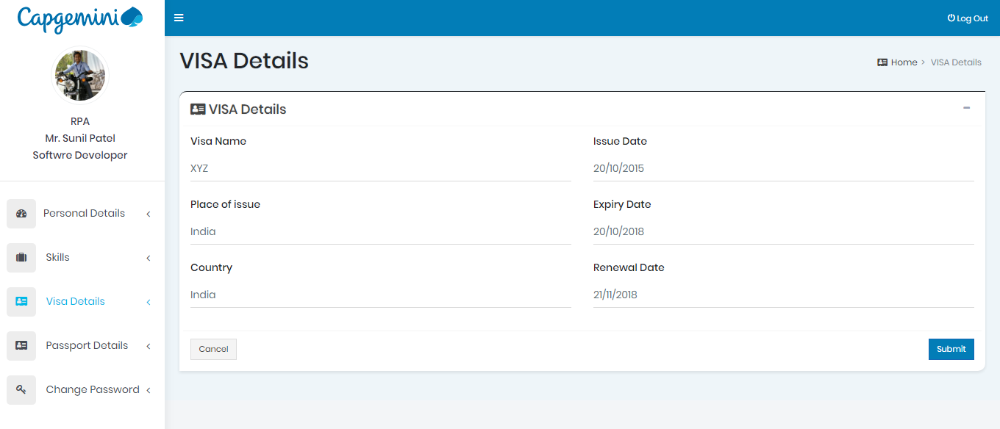 Capgemini
Log Out
RPA
Mr. Sunil Patel
Softwre Developer
Personal Details
Skills
Visa Details
Passport Details
Change Password
VISA Details
Home > VISA Details
VISA Details
Visa Name
XYZ
Issue Date
20/10/2015
Place of issue
India
Expiry Date
20/10/2018
Country
India
Renewal Date
21/11/2018
Cancel
Submit